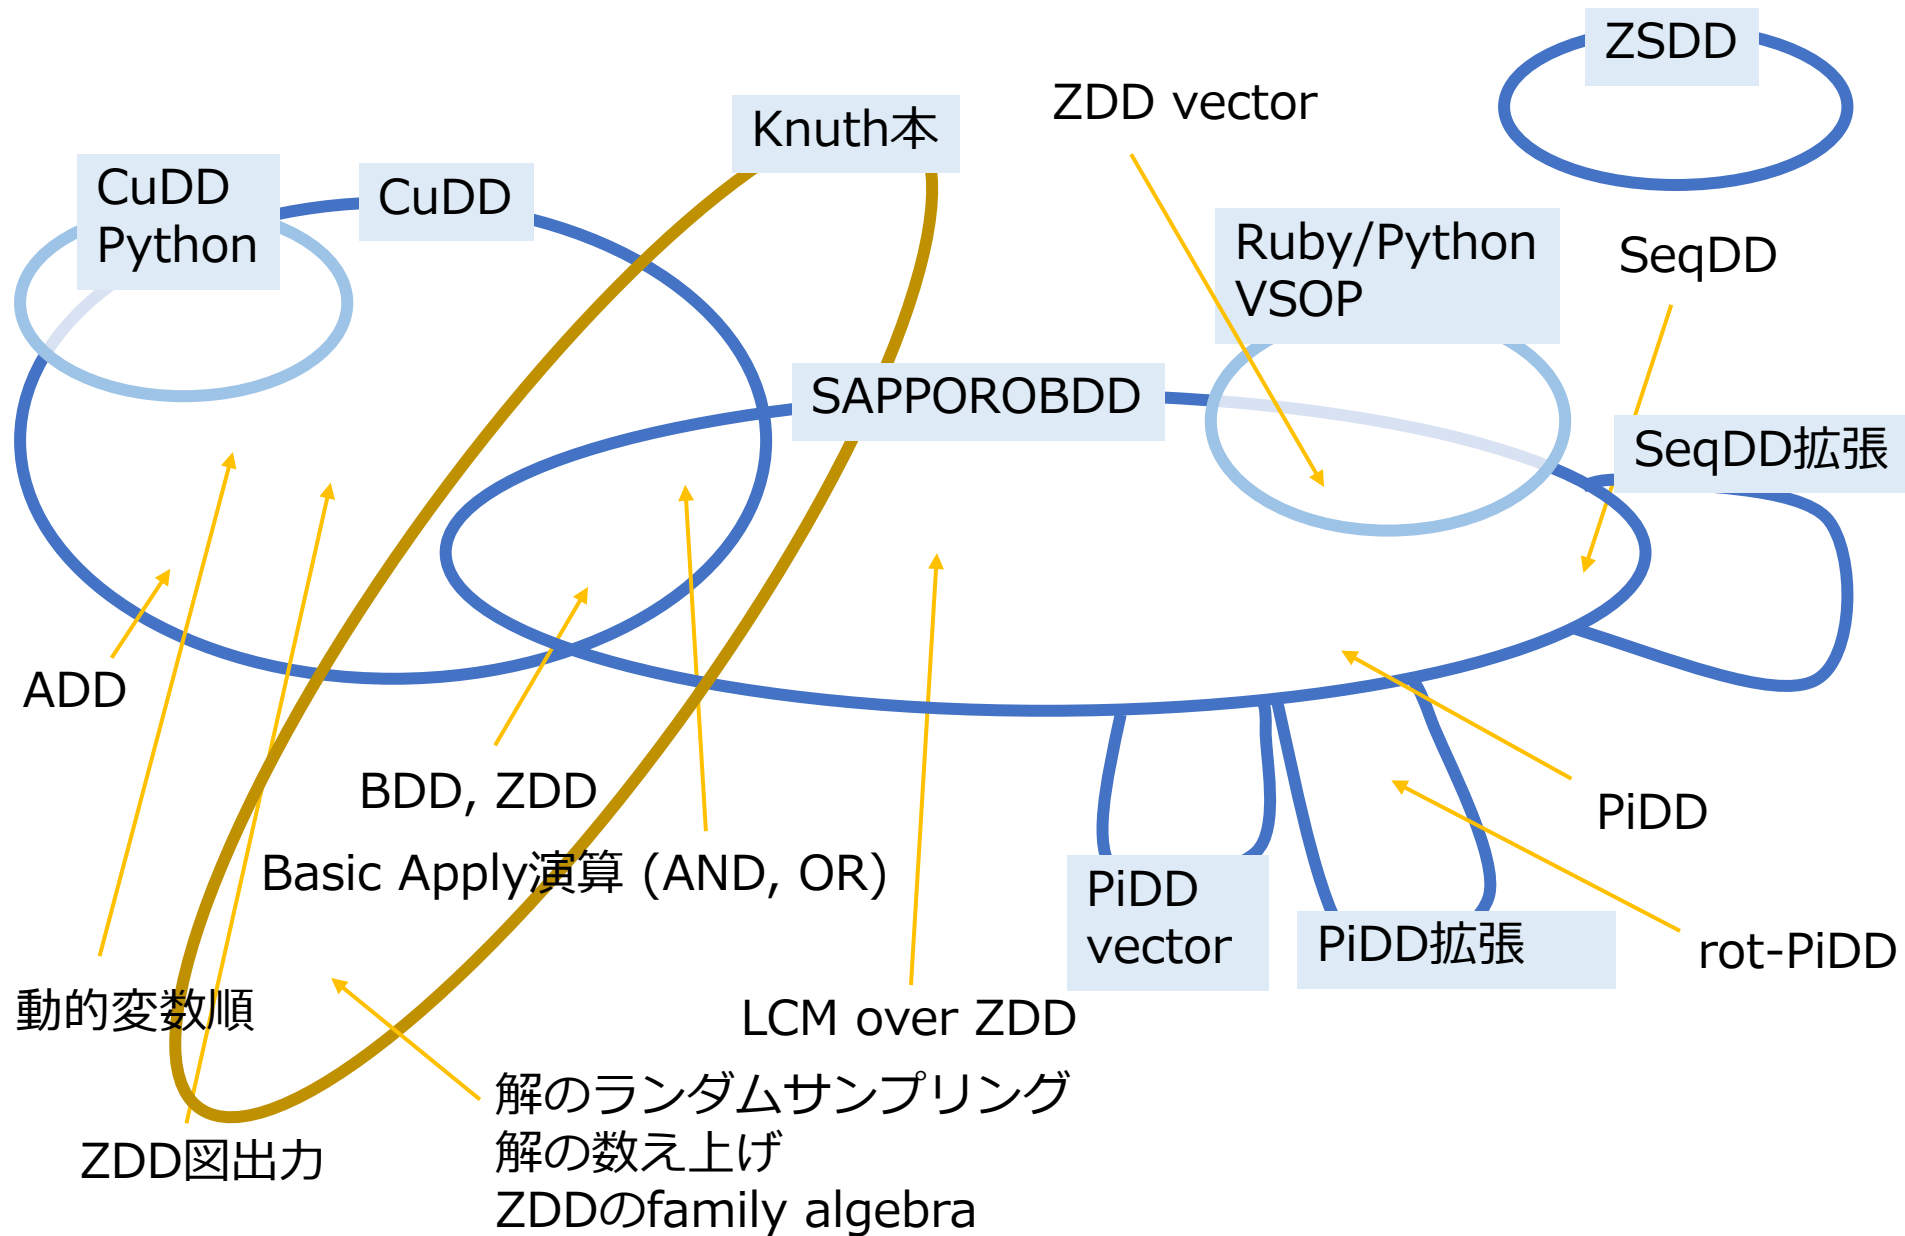 ZSDD
ZDD vector
Knuth本
CuDD
Python
CuDD
Ruby/Python
VSOP
SeqDD
SAPPOROBDD
SeqDD拡張
ADD
BDD, ZDD
PiDD
Basic Apply演算 (AND, OR)
PiDD
vector
PiDD拡張
rot-PiDD
動的変数順
LCM over ZDD
解のランダムサンプリング
解の数え上げ
ZDDのfamily algebra
ZDD図出力